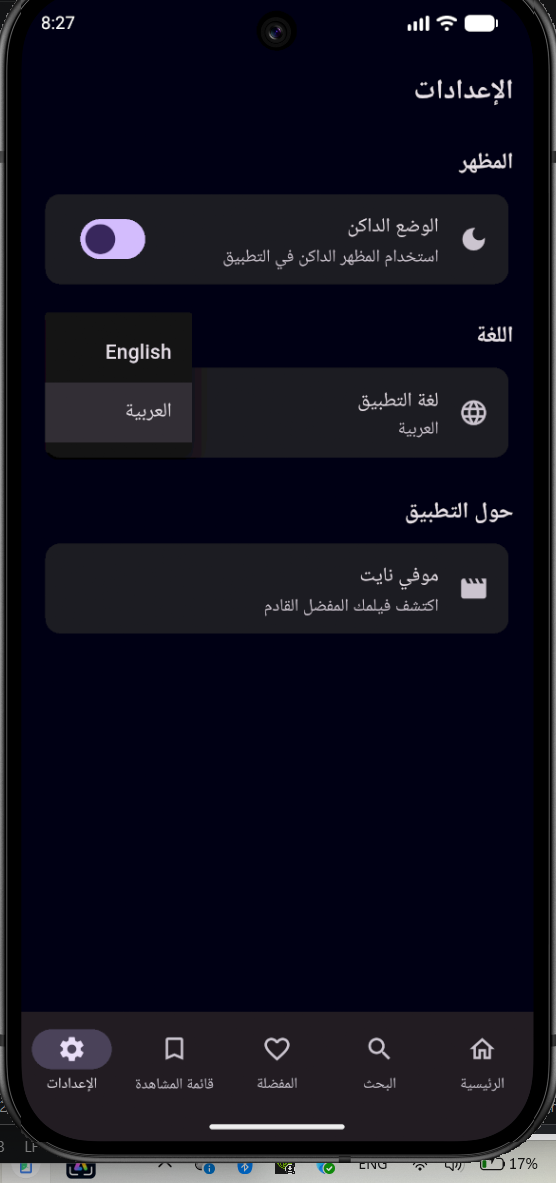 8:27
الإعدادات
المظهر
الوضع الداكن
استخدام المظهر الداكن في التطبيق
اللغة
لغة التطبيق
العربية
English
العربية
حول التطبيق
موفي نايت
اكتشف فيلمك المفضل القادم
الرئيسية
البحث
المفضلة
قائمة المشاهدة
الإعدادات
ENG
17%